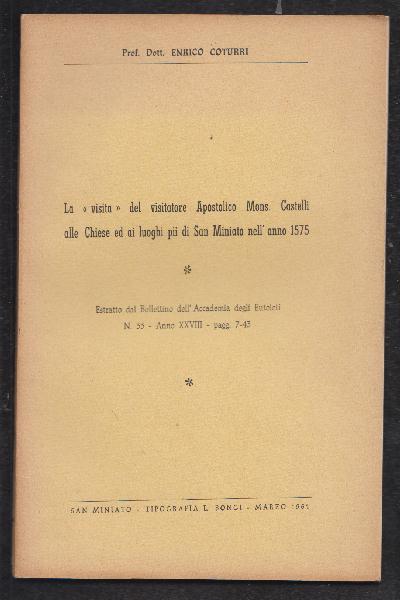 Prof. Dott. ENRICO COTURRI
La « visita » del visitatore Apostolico Mons. Castelli
alle Chiese ed ai luoghi pii di San Miniato nell' anno 1575
*
Estratto dal Bollettino dell' Accademia degli Euteleti
N. 35 - Anno XXVIII - pagg. 7-43
*
SAN MINIATO - TIPOGRAFIA L. BONGI - MARZO